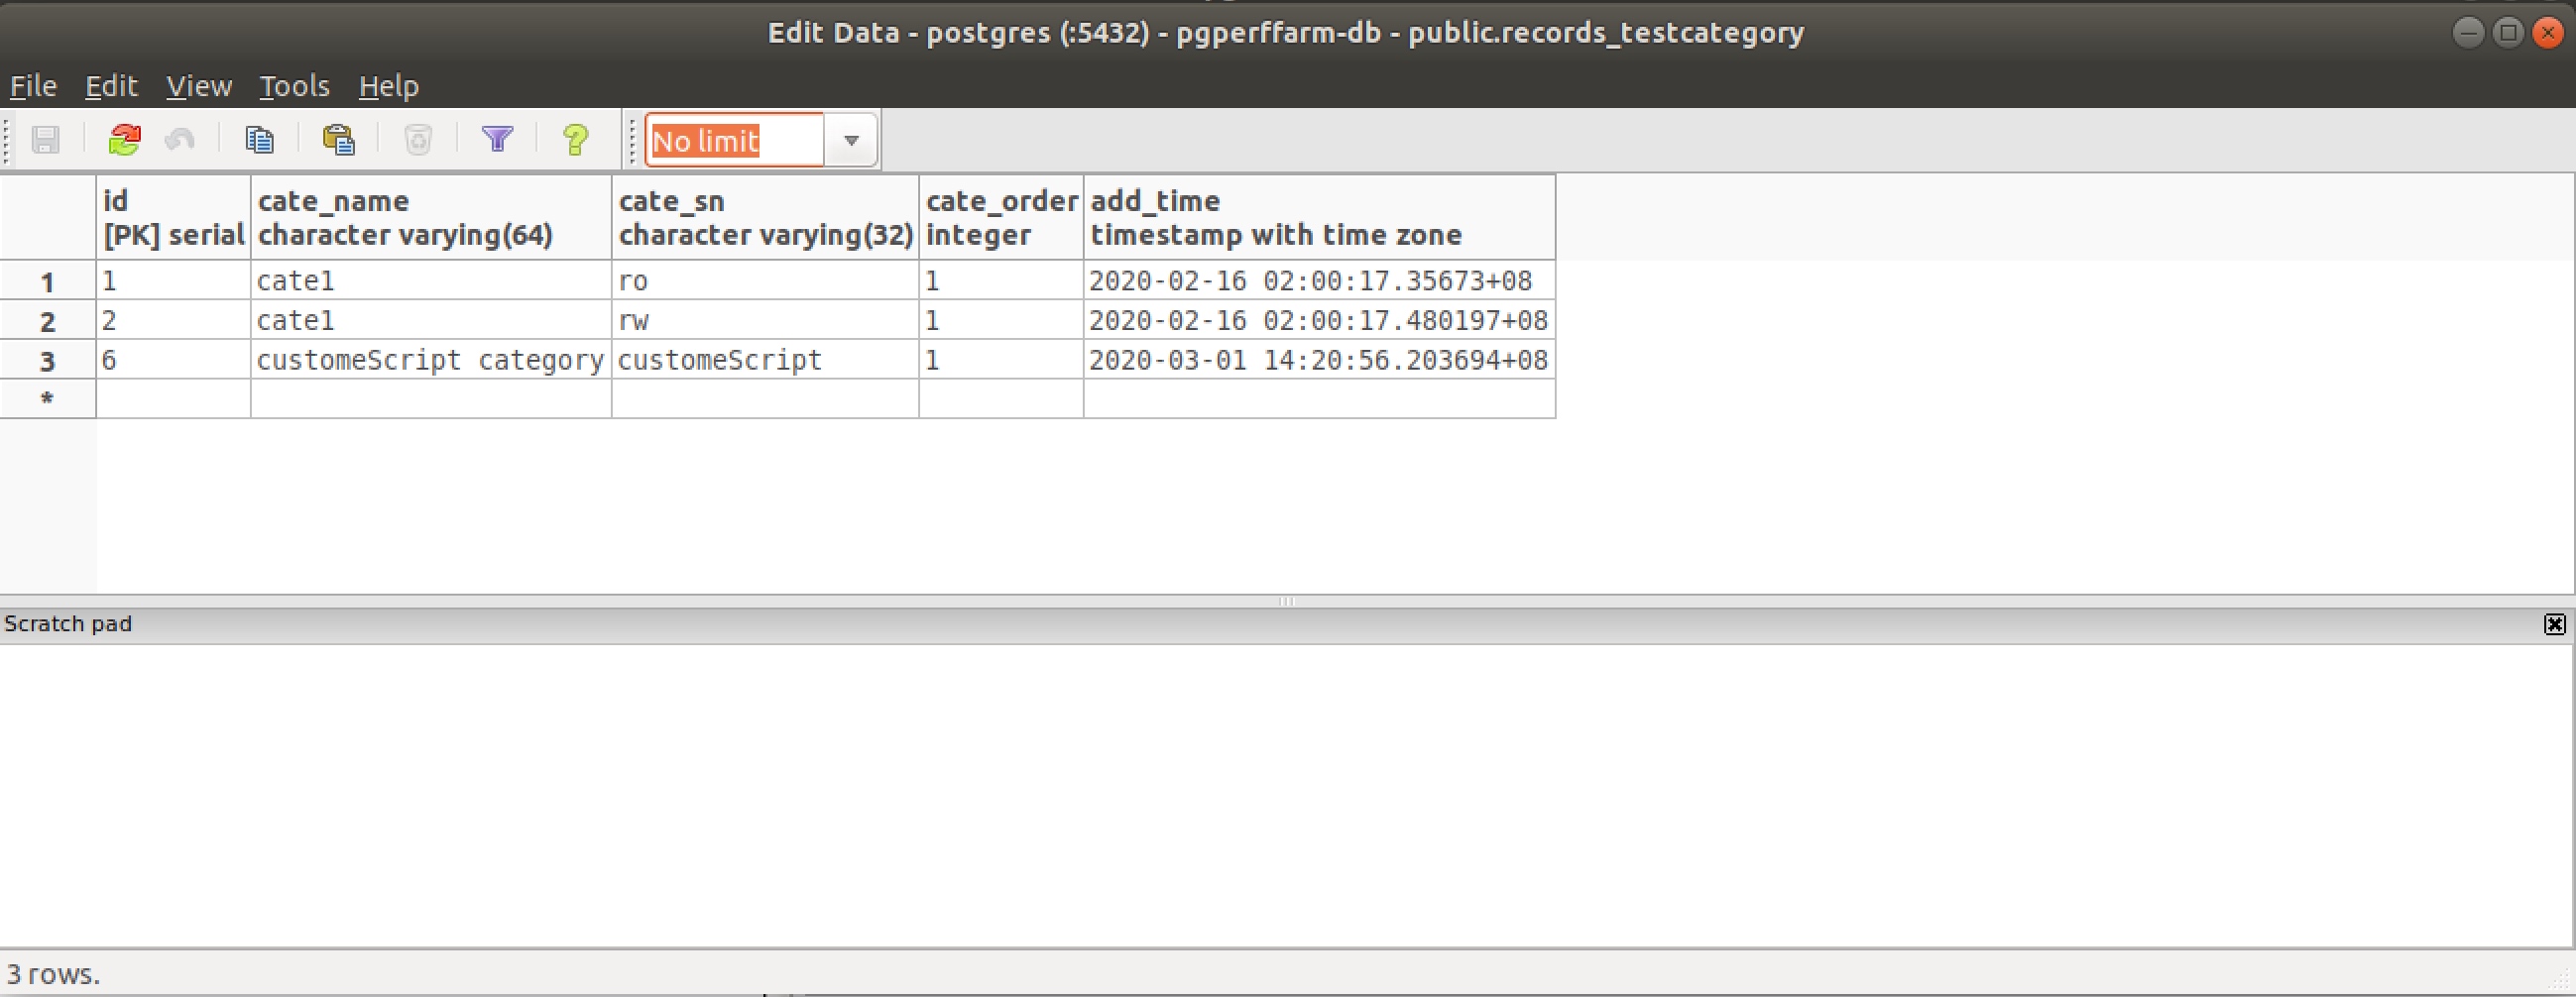 Edit Data - postgres (:5432) - pgperffarm-db - public.records_testcategory
File Edit View Tools Help
No limit
id cate_name cate_sn cate_order add_time
[PK] serial character varying(64) character varying(32) integer timestamp with time zone
1 1 cate1 ro 1 2020-02-16 02:00:17.35673+08
2 2 cate1 rw 1 2020-02-16 02:00:17.480197+08
3 6 customeScript category customeScript 1 2020-03-01 14:20:56.203694+08
*
Scratch pad
3 rows.